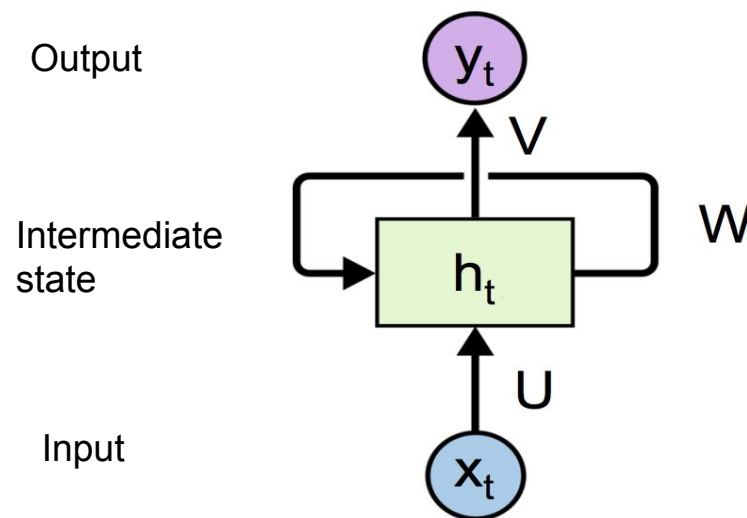 Output
yₜ
V
Intermediate
state
hₜ
W
U
Input
xₜ